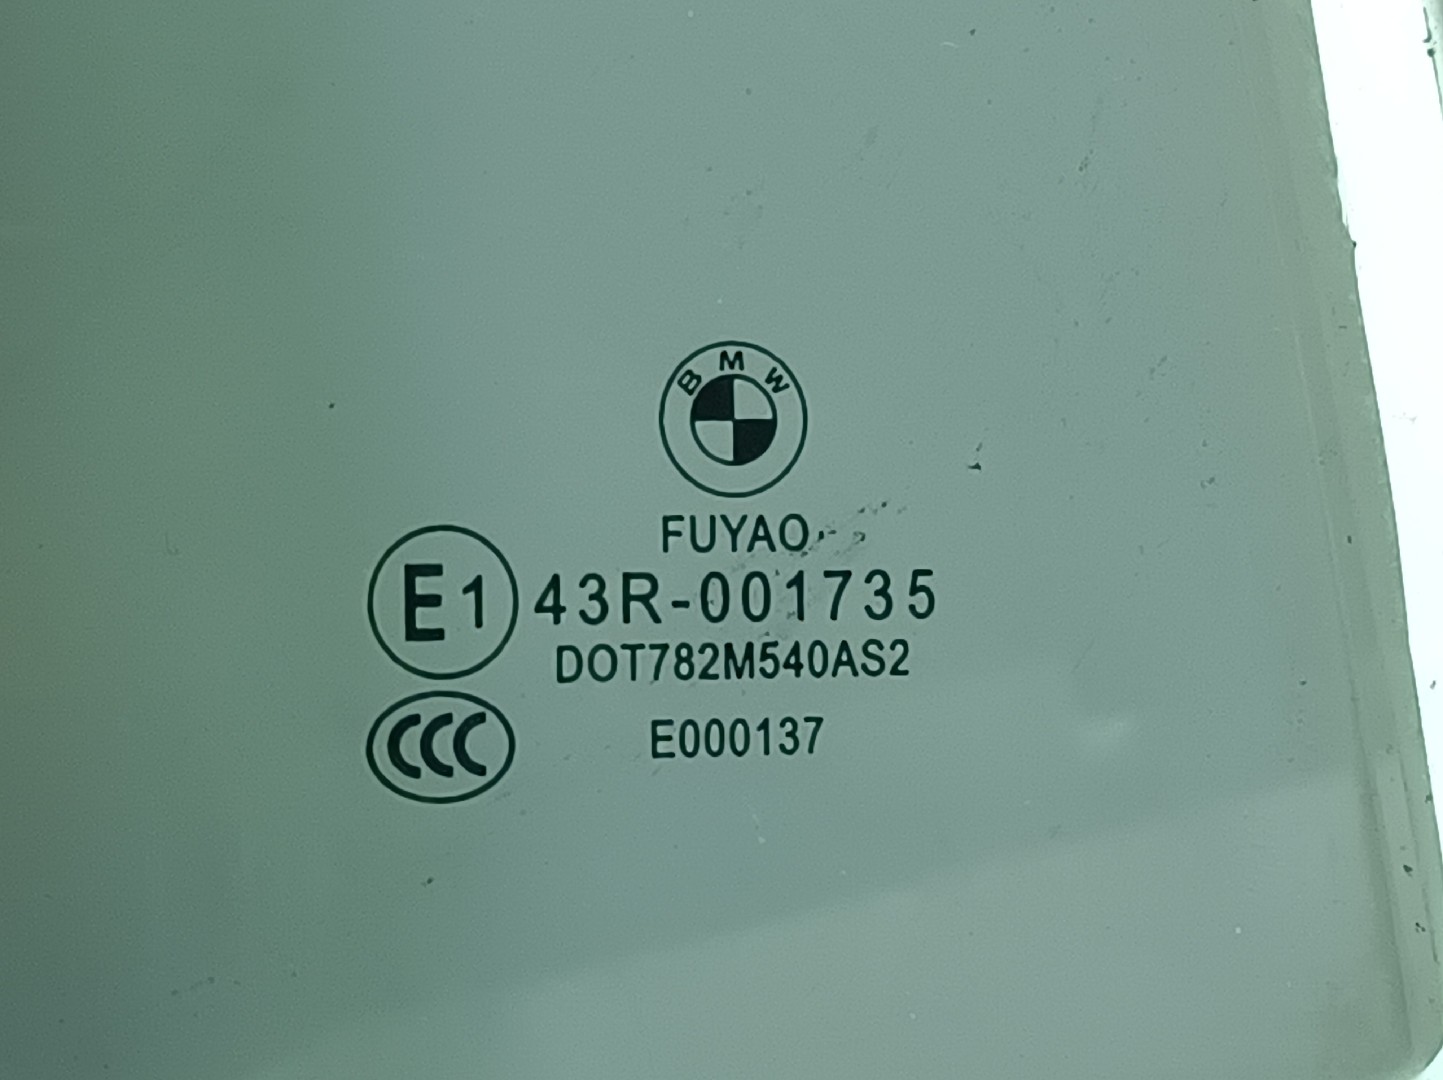 BMW
FUYAO
E1 43R-001735
DOT782M540AS2
CCC E000137